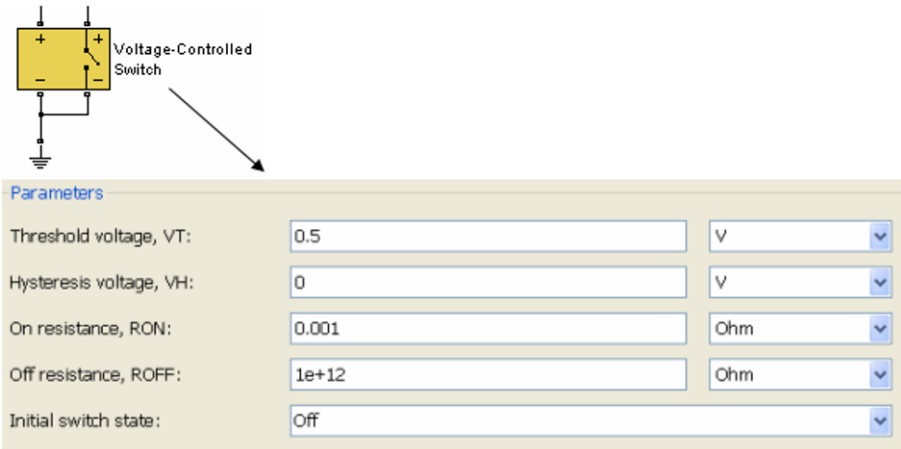 + +
Voltage-Controlled
Switch
– –
Parameters
Threshold voltage, VT: 0.5 V
Hysteresis voltage, VH: 0 V
On resistance, RON: 0.001 Ohm
Off resistance, ROFF: 1e+12 Ohm
Initial switch state: Off